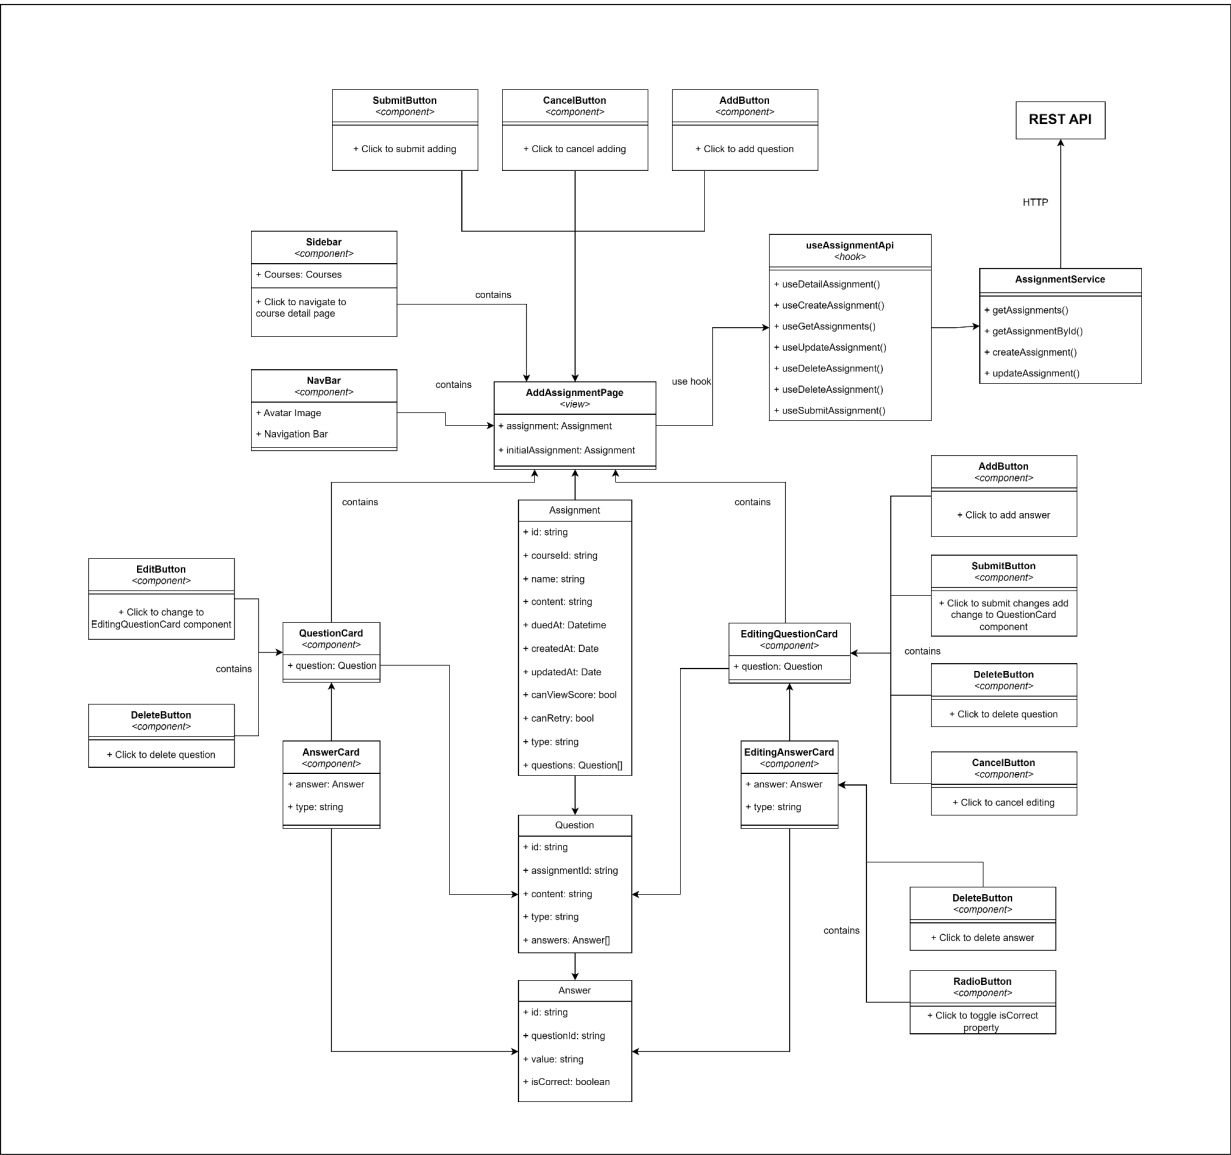 SubmitButton
<component>
+ Click to submit adding
CancelButton
<component>
+ Click to cancel adding
AddButton
<component>
+ Click to add question
REST API
HTTP
Sidebar
<component>
+ Courses: Courses
+ Click to navigate to
course detail page
contains
useAssignmentApi
<hook>
+ useDetailAssignment()
+ useCreateAssignment()
+ useGetAssignments()
+ useUpdateAssignment()
+ useDeleteAssignment()
+ useDeleteAssignment()
+ useSubmitAssignment()
AssignmentService
+ getAssignments()
+ getAssignmentById()
+ createAssignment()
+ updateAssignment()
NavBar
<component>
+ Avatar Image
+ Navigation Bar
contains
AddAssignmentPage
<view>
+ assignment: Assignment
+ initialAssignment: Assignment
use hook
contains
contains
Assignment
+ id: string
+ courseId: string
+ name: string
+ content: string
+ duedAt: Datetime
+ createdAt: Date
+ updatedAt: Date
+ canViewScore: bool
+ canRetry: bool
+ type: string
+ questions: Question[]
AddButton
<component>
+ Click to add answer
EditButton
<component>
+ Click to change to
EditingQuestionCard component
SubmitButton
<component>
+ Click to submit changes add
change to QuestionCard
component
QuestionCard
<component>
+ question: Question
contains
EditingQuestionCard
<component>
+ question: Question
contains
DeleteButton
<component>
+ Click to delete question
DeleteButton
<component>
+ Click to delete question
AnswerCard
<component>
+ answer: Answer
+ type: string
EditingAnswerCard
<component>
+ answer: Answer
+ type: string
CancelButton
<component>
+ Click to cancel editing
Question
+ id: string
+ assignmentId: string
+ content: string
+ type: string
+ answers: Answer[]
DeleteButton
<component>
+ Click to delete answer
contains
RadioButton
<component>
+ Click to toggle isCorrect
property
Answer
+ id: string
+ questionId: string
+ value: string
+ isCorrect: boolean